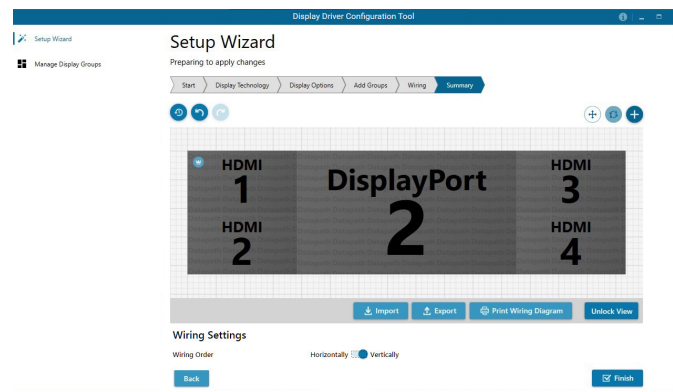 Display Driver Configuration Tool
Setup Wizard
Manage Display Groups
Setup Wizard
Preparing to apply changes
Start
Display Technology
Display Options
Add Groups
Wiring
Summary
HDMI
1
HDMI
2
DisplayPort
2
HDMI
3
HDMI
4
Import
Export
Print Wiring Diagram
Unlock View
Wiring Settings
Wiring Order
Horizontally
Vertically
Back
Finish